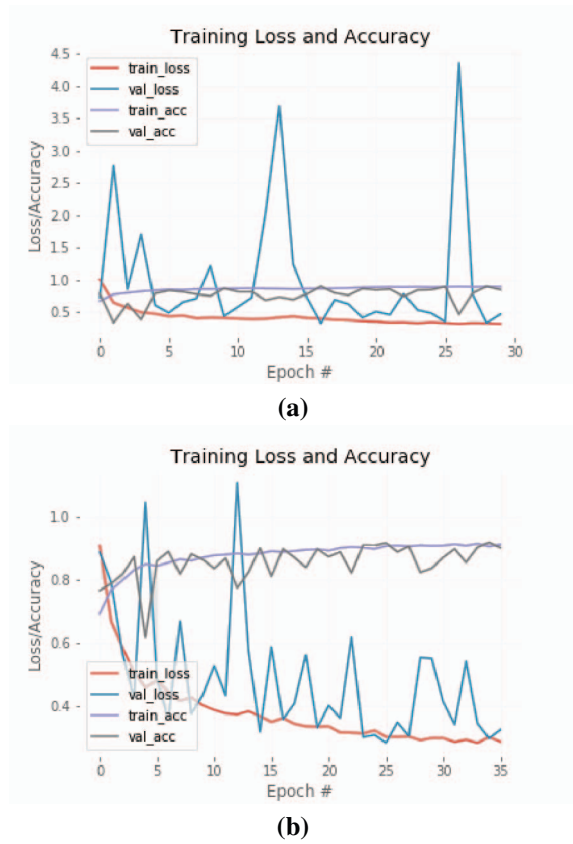 Training Loss and Accuracy
4.5
4.0
3.5
3.0
2.5
2.0
1.5
1.0
0.5
Loss/Accuracy
train_loss
val_loss
train_acc
val_acc
0 5 10 15 20 25 30
Epoch #
(a)
Training Loss and Accuracy
1.0
0.8
0.6
0.4
Loss/Accuracy
train_loss
val_loss
train_acc
val_acc
0 5 10 15 20 25 30 35
Epoch #
(b)